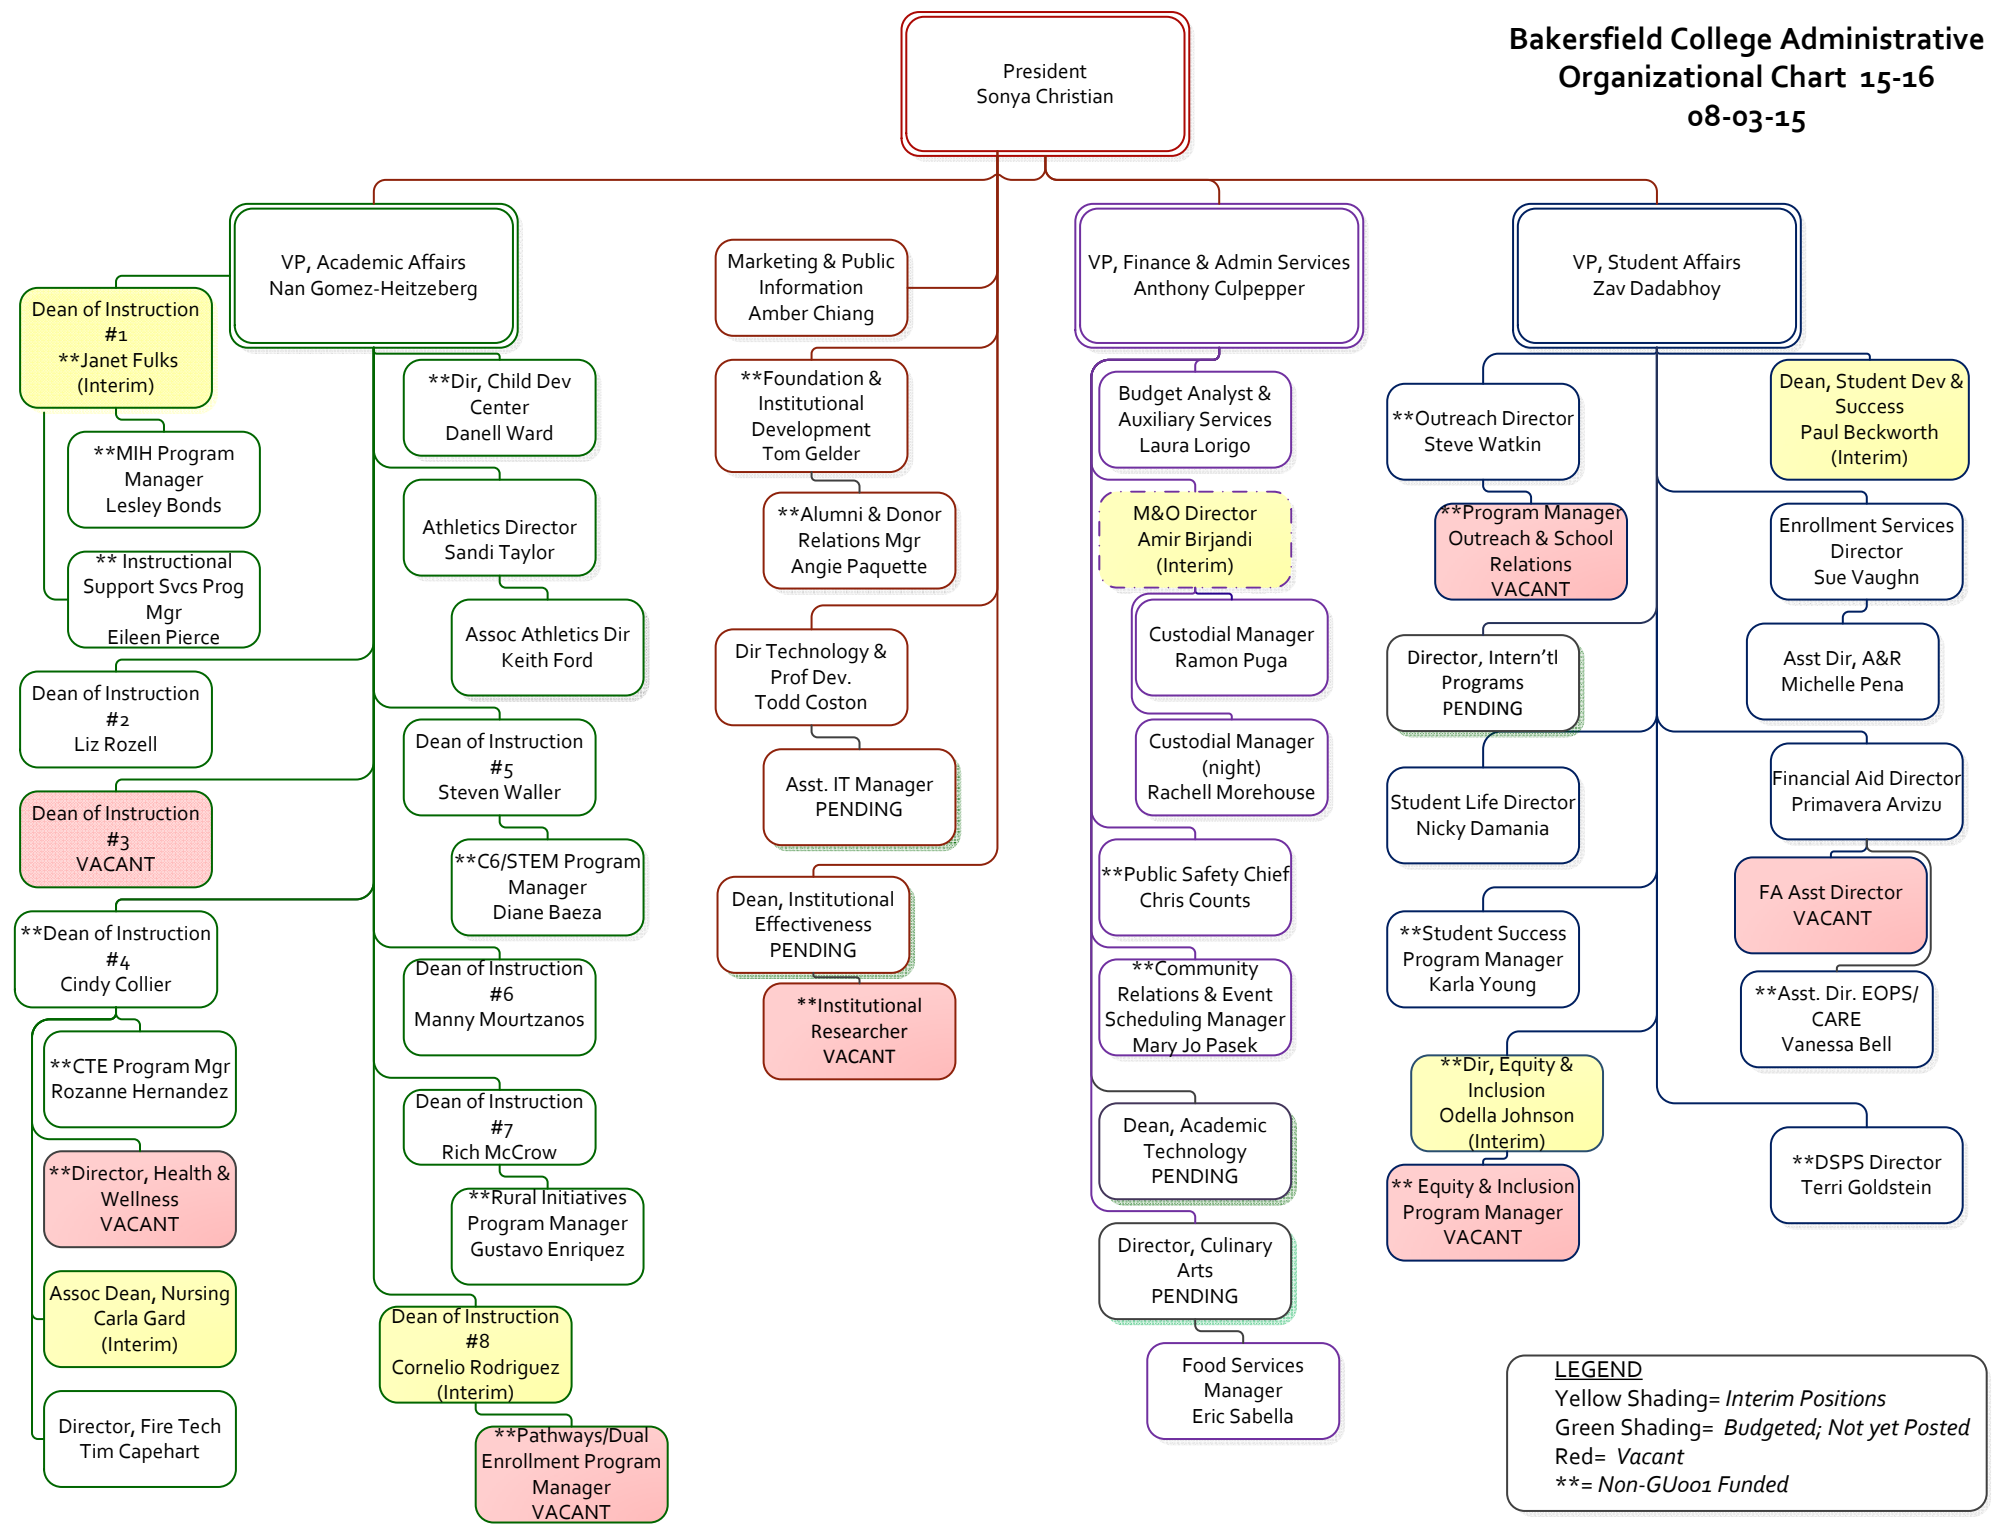 Bakersfield College Administrative
Organizational Chart 15-16
08-03-15
President
Sonya Christian
VP, Academic Affairs
Nan Gomez-Heitzeberg
Dean of Instruction
#1
**Janet Fulks
(Interim)
**MIH Program
Manager
Lesley Bonds
** Instructional
Support Svcs Prog
Mgr
Eileen Pierce
Dean of Instruction
#2
Liz Rozell
Dean of Instruction
#3
VACANT
**Dean of Instruction
#4
Cindy Collier
**CTE Program Mgr
Rozanne Hernandez
**Director, Health &
Wellness
VACANT
Assoc Dean, Nursing
Carla Gard
(Interim)
Director, Fire Tech
Tim Capehart
**Dir, Child Dev
Center
Danell Ward
Athletics Director
Sandi Taylor
Assoc Athletics Dir
Keith Ford
Dean of Instruction
#5
Steven Waller
**C6/STEM Program
Manager
Diane Baeza
Dean of Instruction
#6
Manny Mourtzanos
Dean of Instruction
#7
Rich McCrow
**Rural Initiatives
Program Manager
Gustavo Enriquez
Dean of Instruction
#8
Cornelio Rodriguez
(Interim)
**Pathways/Dual
Enrollment Program
Manager
VACANT
Marketing & Public
Information
Amber Chiang
**Foundation &
Institutional
Development
Tom Gelder
**Alumni & Donor
Relations Mgr
Angie Paquette
Dir Technology &
Prof Dev.
Todd Coston
Asst. IT Manager
PENDING
Dean, Institutional
Effectiveness
PENDING
**Institutional
Researcher
VACANT
VP, Finance & Admin Services
Anthony Culpepper
Budget Analyst &
Auxiliary Services
Laura Lorigo
M&O Director
Amir Birjandi
(Interim)
Custodial Manager
Ramon Puga
Custodial Manager
(night)
Rachell Morehouse
**Public Safety Chief
Chris Counts
**Community
Relations & Event
Scheduling Manager
Mary Jo Pasek
Dean, Academic
Technology
PENDING
Director, Culinary
Arts
PENDING
Food Services
Manager
Eric Sabella
VP, Student Affairs
Zav Dadabhoy
**Outreach Director
Steve Watkin
**Program Manager
Outreach & School
Relations
VACANT
Director, Intern'tl
Programs
PENDING
Student Life Director
Nicky Damania
**Student Success
Program Manager
Karla Young
**Dir, Equity &
Inclusion
Odella Johnson
(Interim)
** Equity & Inclusion
Program Manager
VACANT
Dean, Student Dev &
Success
Paul Beckworth
(Interim)
Enrollment Services
Director
Sue Vaughn
Asst Dir, A&R
Michelle Pena
Financial Aid Director
Primavera Arvizu
FA Asst Director
VACANT
**Asst. Dir. EOPS/
CARE
Vanessa Bell
**DSPS Director
Terri Goldstein
LEGEND
Yellow Shading= Interim Positions
Green Shading= Budgeted; Not yet Posted
Red= Vacant
**= Non-GU001 Funded